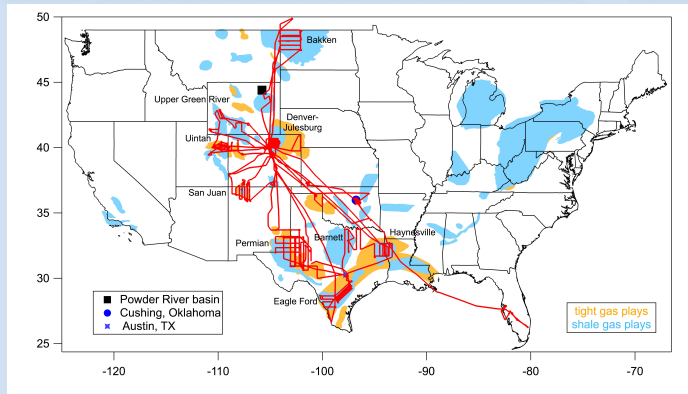 50
45
40
35
30
25
-120
-110
-100
-90
-80
-70
Bakken
Upper Green River
Denver-
Julesburg
Uintan
San Juan
Permian
Barnett
Haynesville
Eagle Ford
Powder River basin
Cushing, Oklahoma
Austin, TX
tight gas plays
shale gas plays